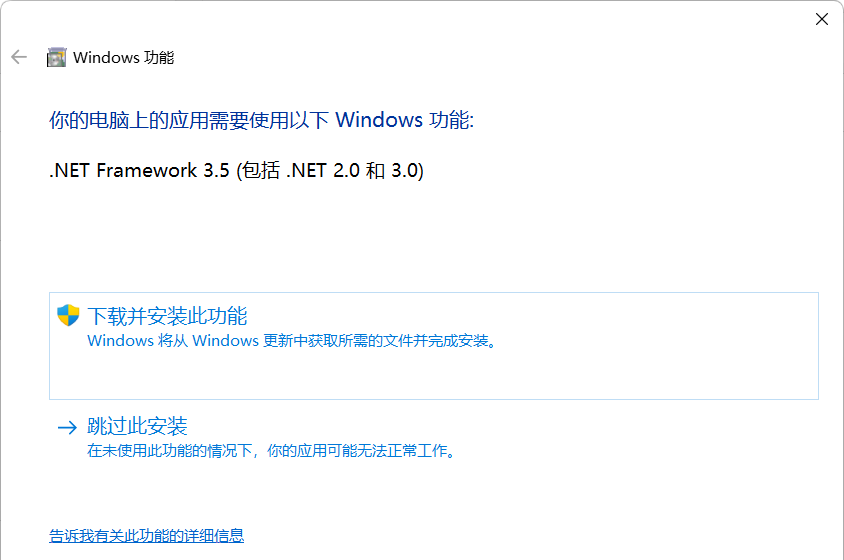 Windows 功能
你的电脑上的应用需要使用以下 Windows 功能:
.NET Framework 3.5 (包括 .NET 2.0 和 3.0)
下载并安装此功能
Windows 将从 Windows 更新中获取所需的文件并完成安装。
跳过此安装
在未使用此功能的情况下，你的应用可能无法正常工作。
告诉我有关此功能的详细信息